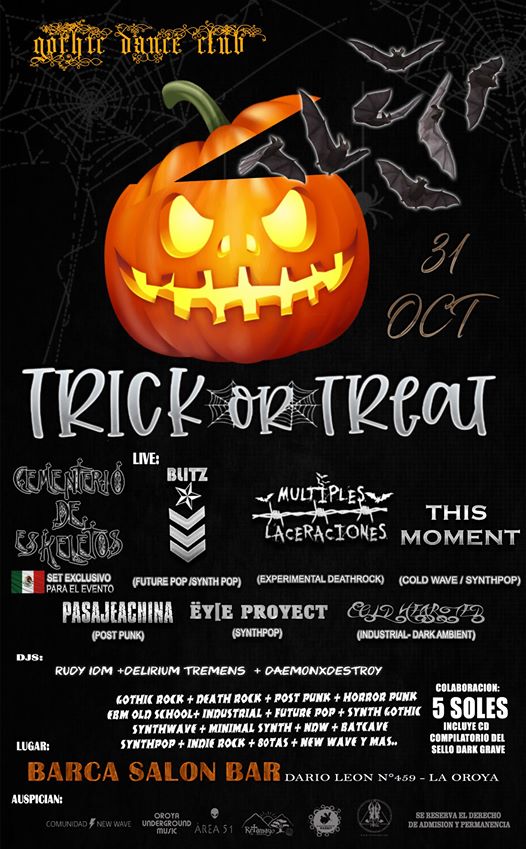 gothic dance club
31
OCT
TRICK OR TREAT
LIVE:
CEMENTERIO
DE
ESKELETOS
SET EXCLUSIVO
PARA EL EVENTO
BLITZ
(FUTURE POP /SYNTH POP)
MULTIPLES
LACERACIONES
(EXPERIMENTAL DEATHROCK)
THIS
MOMENT
(COLD WAVE / SYNTHPOP)
PASAJEACHINA
(POST PUNK)
ËY[E PROYECT
(SYNTHPOP)
(INDUSTRIAL- DARK AMBIENT)
DJS:
RUDY IDM +DELIRIUM TREMENS + DAEMONXDESTROY
GOTHIC ROCK + DEATH ROCK + POST PUNK + HORROR PUNK
EBM OLD SCHOOL+ INDUSTRIAL + FUTURE POP + SYNTH GOTHIC
SYNTHWAVE + MINIMAL SYNTH + NDW + BATCAVE
SYNTHPOP + INDIE ROCK + 80TAS + NEW WAVE Y MAS..
COLABORACION:
5 SOLES
INCLUYE CD
COMPILATORIO DEL
SELLO DARK GRAVE
LUGAR:
BARCA SALON BAR DARIO LEON N°459 - LA OROYA
AUSPICIAN:
COMUNIDAD NEW WAVE
OROYA
UNDERGROUND
MUSIC
ÀREA 51
SE RESERVA EL DERECHO
DE ADMISION Y PERMANENCIA